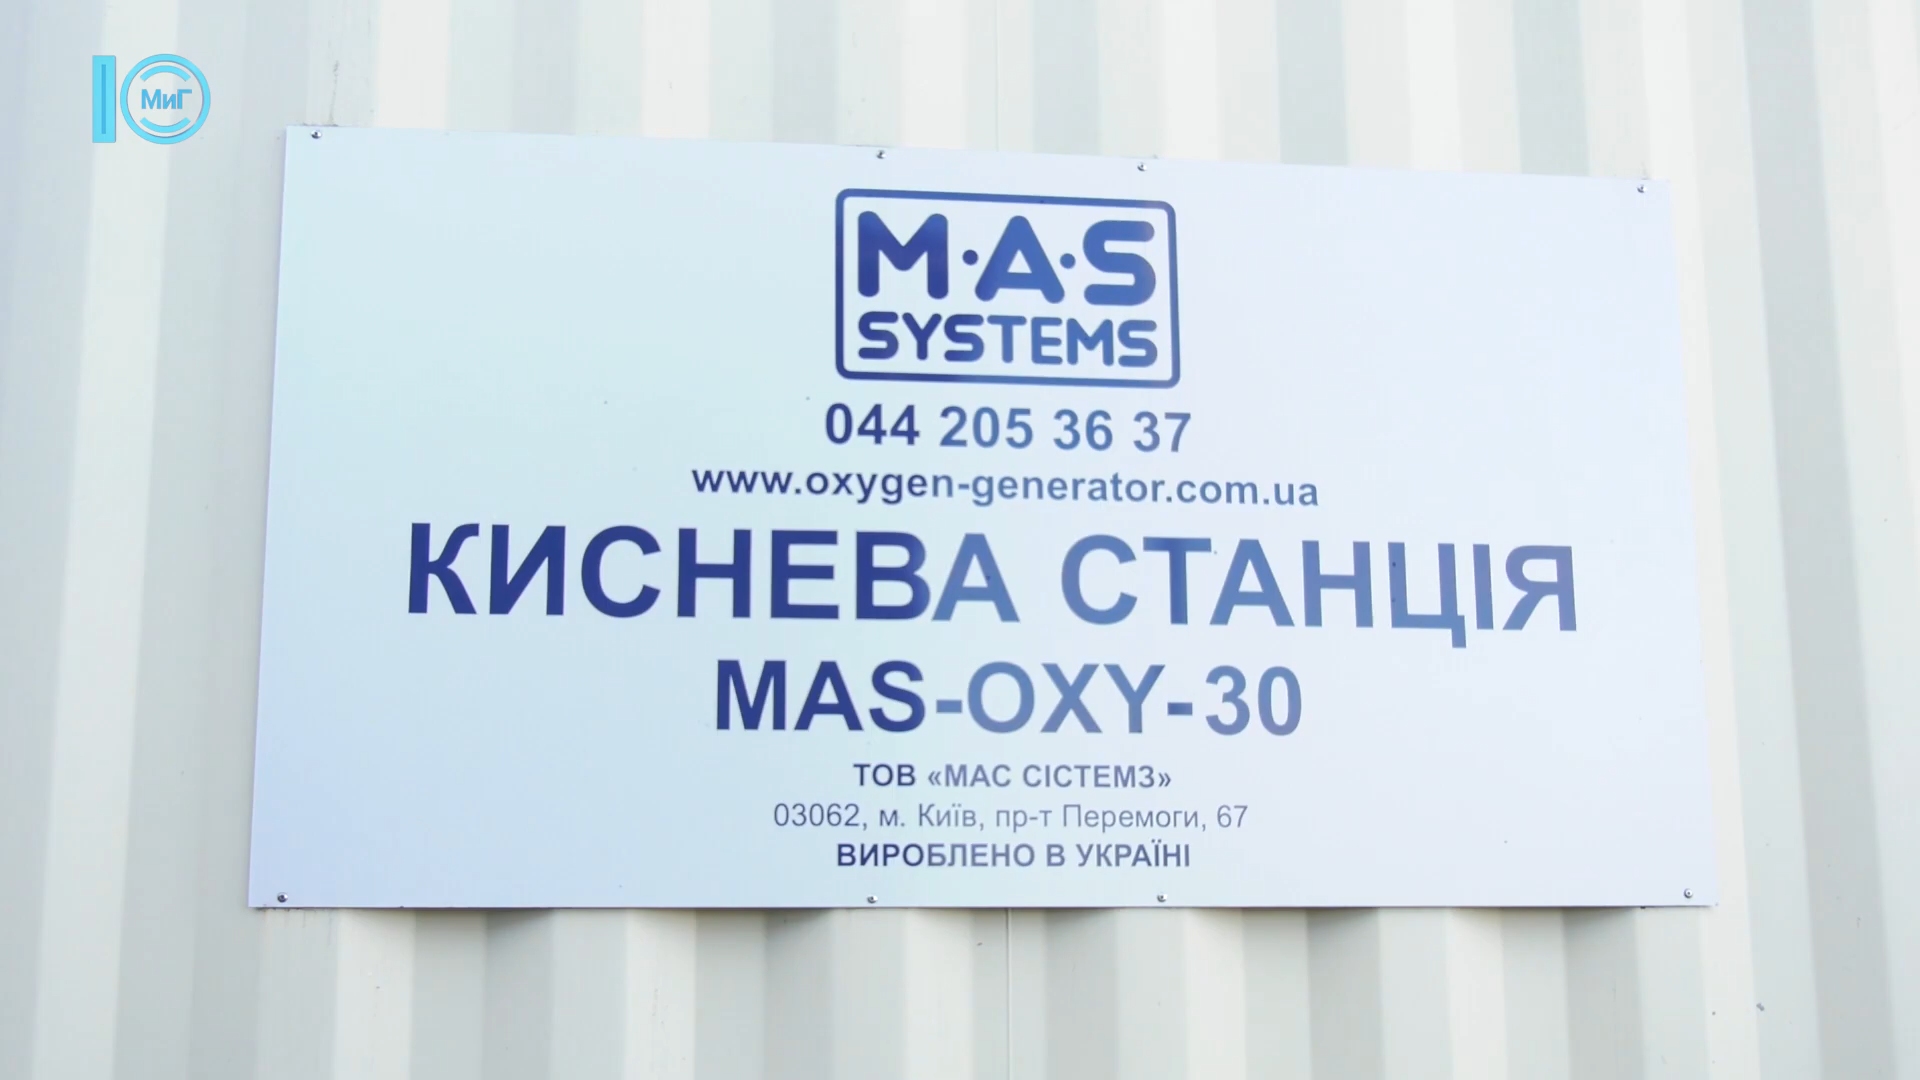 МиГ
M·A·S
SYSTEMS
044 205 36 37
www.oxygen-generator.com.ua
КИСНЕВА СТАНЦІЯ
MAS-OXY-30
ТОВ «МАС СІСТЕМЗ»
03062, м. Київ, пр-т Перемоги, 67
ВИРОБЛЕНО В УКРАЇНІ